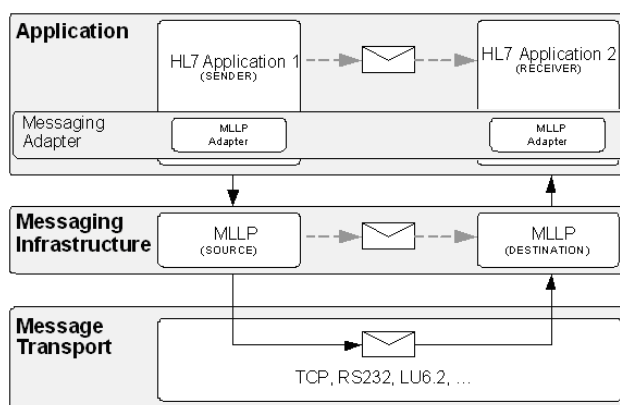 Application
HL7 Application 1
(SENDER)
HL7 Application 2
(RECEIVER)
Messaging
Adapter
MLLP
Adapter
MLLP
Adapter
Messaging
Infrastructure
MLLP
(SOURCE)
MLLP
(DESTINATION)
Message
Transport
TCP, RS232, LU6.2, ...